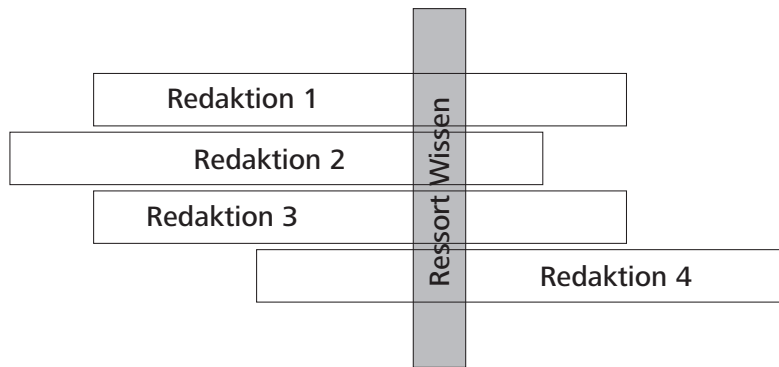 Redaktion 1
Redaktion 2
Redaktion 3
Redaktion 4
Ressort Wissen